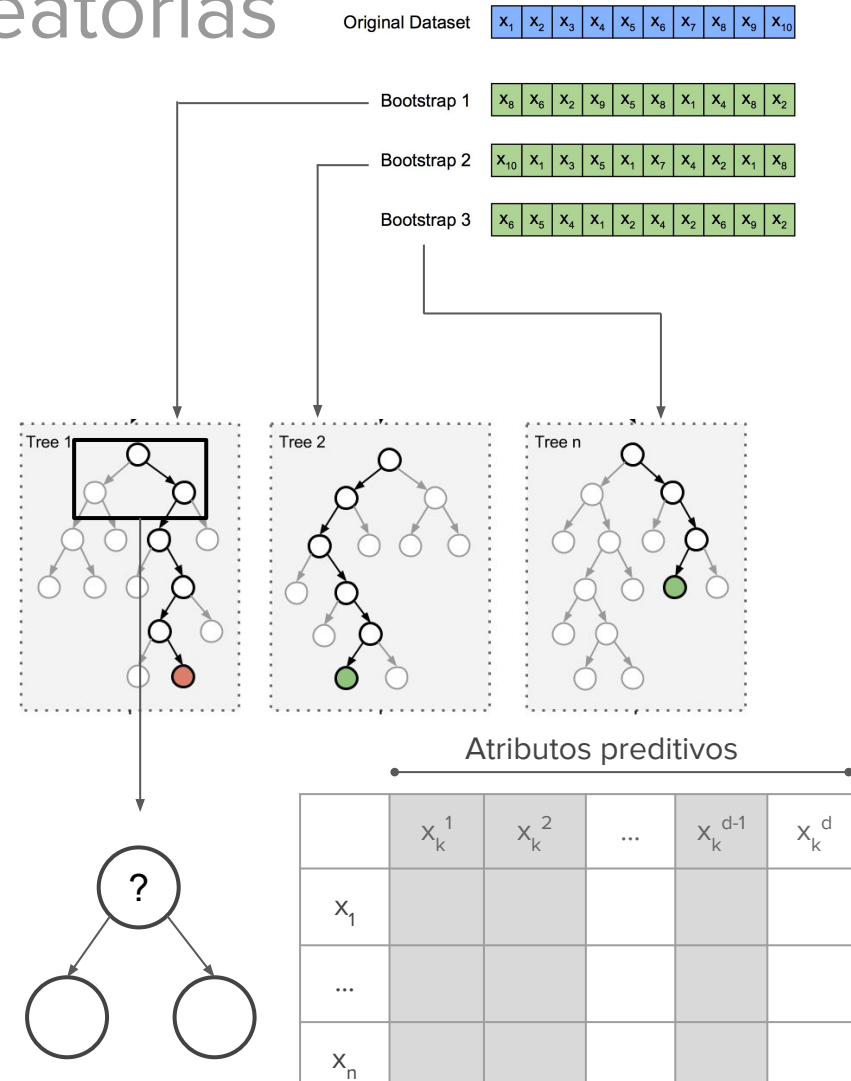 eatórias
Original Dataset x1 x2 x3 x4 x5 x6 x7 x8 x9 x10
Bootstrap 1 x8 x6 x2 x9 x5 x8 x1 x4 x8 x2
Bootstrap 2 x10 x1 x3 x5 x1 x7 x4 x2 x1 x8
Bootstrap 3 x6 x5 x4 x1 x2 x4 x2 x6 x9 x2
Tree 1 Tree 2 Tree n
Atributos preditivos
xk1 xk2 ... xkd-1 xkd
?
x1
...
xn